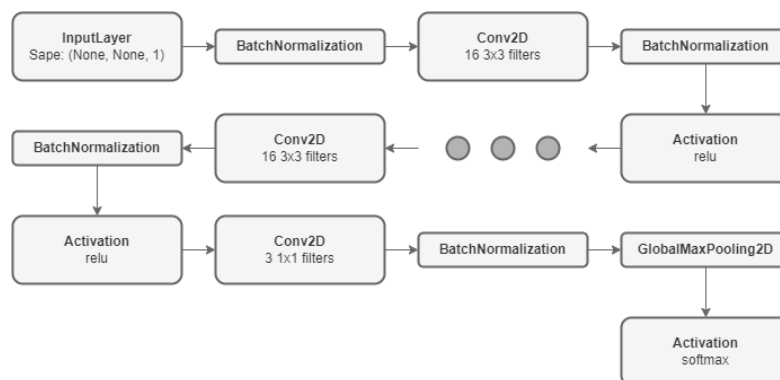 InputLayer
Sape: (None, None, 1)
BatchNormalization
Conv2D
16 3x3 filters
BatchNormalization
Activation
relu
Conv2D
16 3x3 filters
BatchNormalization
Activation
relu
Conv2D
3 1x1 filters
BatchNormalization
GlobalMaxPooling2D
Activation
softmax